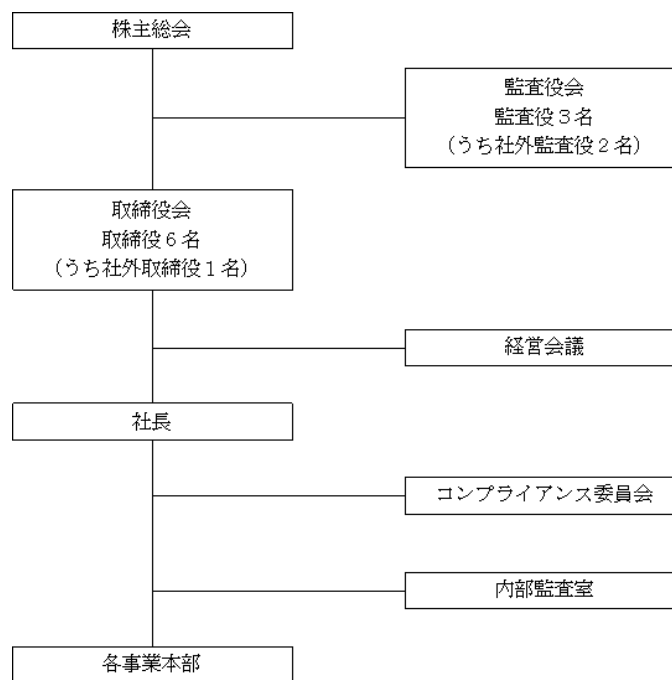 株主総会
監査役会
監査役３名
(うち社外監査役２名)
取締役会
取締役６名
(うち社外取締役１名)
経営会議
社長
コンプライアンス委員会
内部監査室
各事業本部